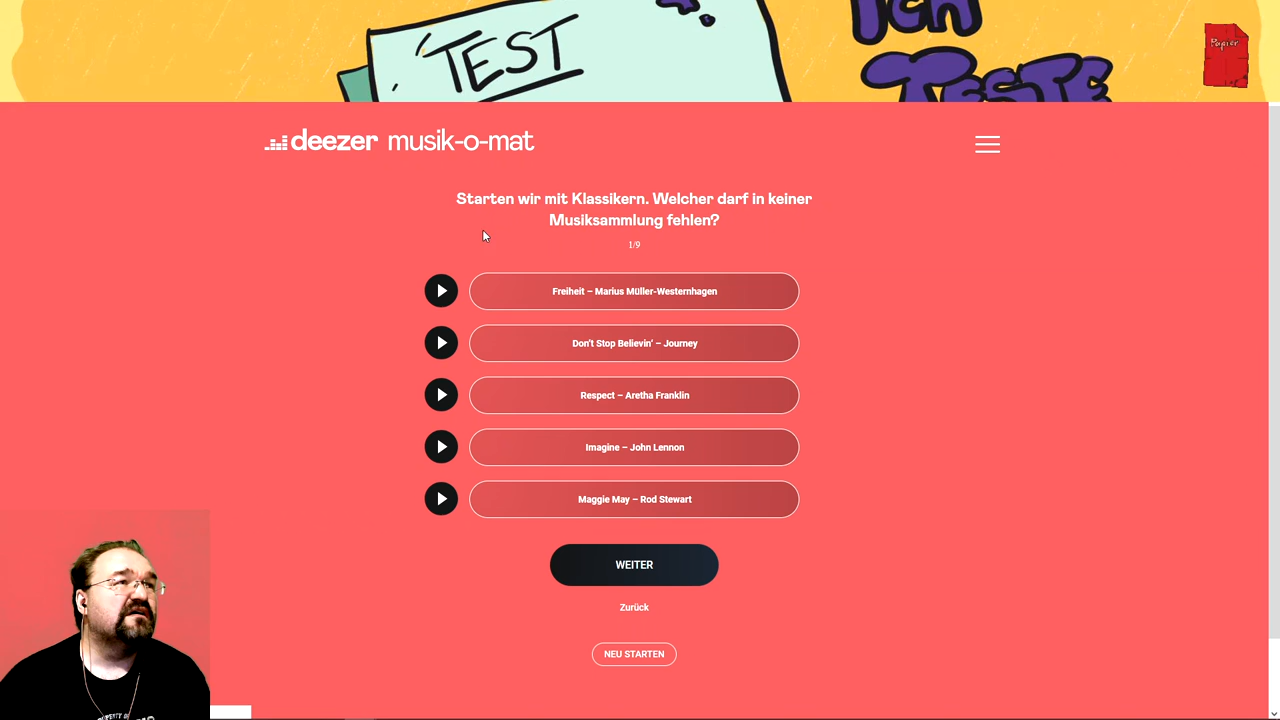 TEST
ICH
TESTE
Papier
deezer musik-o-mat
Starten wir mit Klassikern. Welcher darf in keiner
Musiksammlung fehlen?
1/9
Freiheit – Marius Müller-Westernhagen
Don't Stop Believin' – Journey
Respect – Aretha Franklin
Imagine – John Lennon
Maggie May – Rod Stewart
WEITER
Zurück
NEU STARTEN